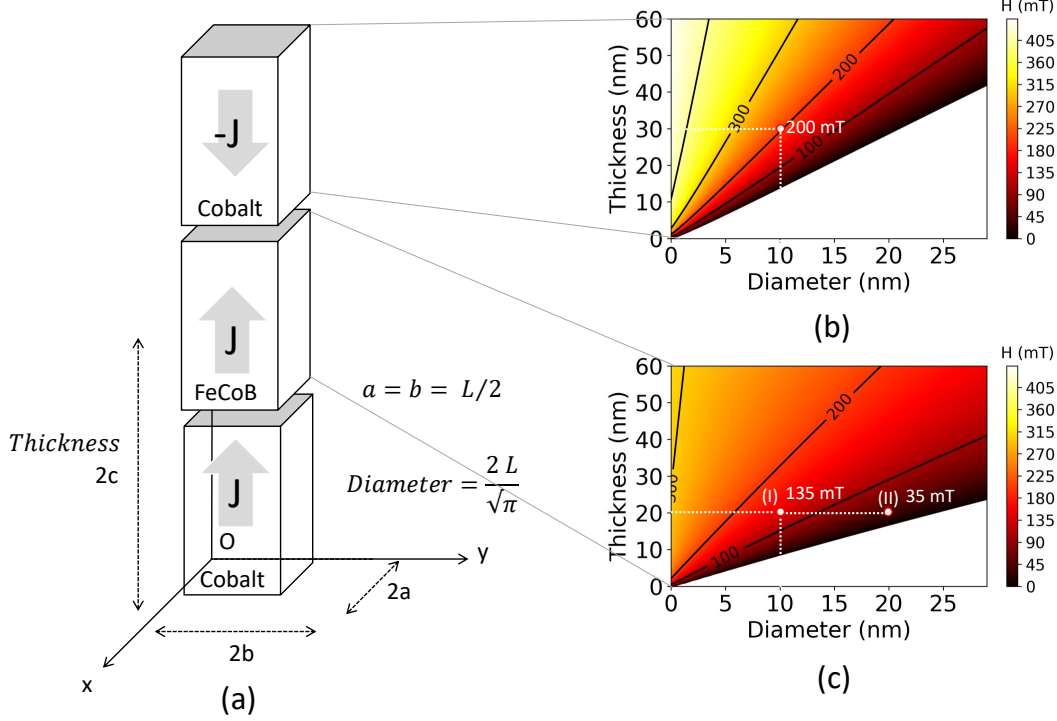 -J
Cobalt
J
FeCoB
J
O
Cobalt
Thickness
2c
a = b = L/2
Diameter = 2 L / √π
y
2a
2b
x
(a)
H (mT)
60
50
40
30
20
10
0
Thickness (nm)
300
200
200 mT
100
405
360
315
270
225
180
135
90
45
0
0 5 10 15 20 25
Diameter (nm)
(b)
H (mT)
60
50
40
30
20
10
0
Thickness (nm)
300
200
(I) 135 mT
(II) 35 mT
100
405
360
315
270
225
180
135
90
45
0
0 5 10 15 20 25
Diameter (nm)
(c)